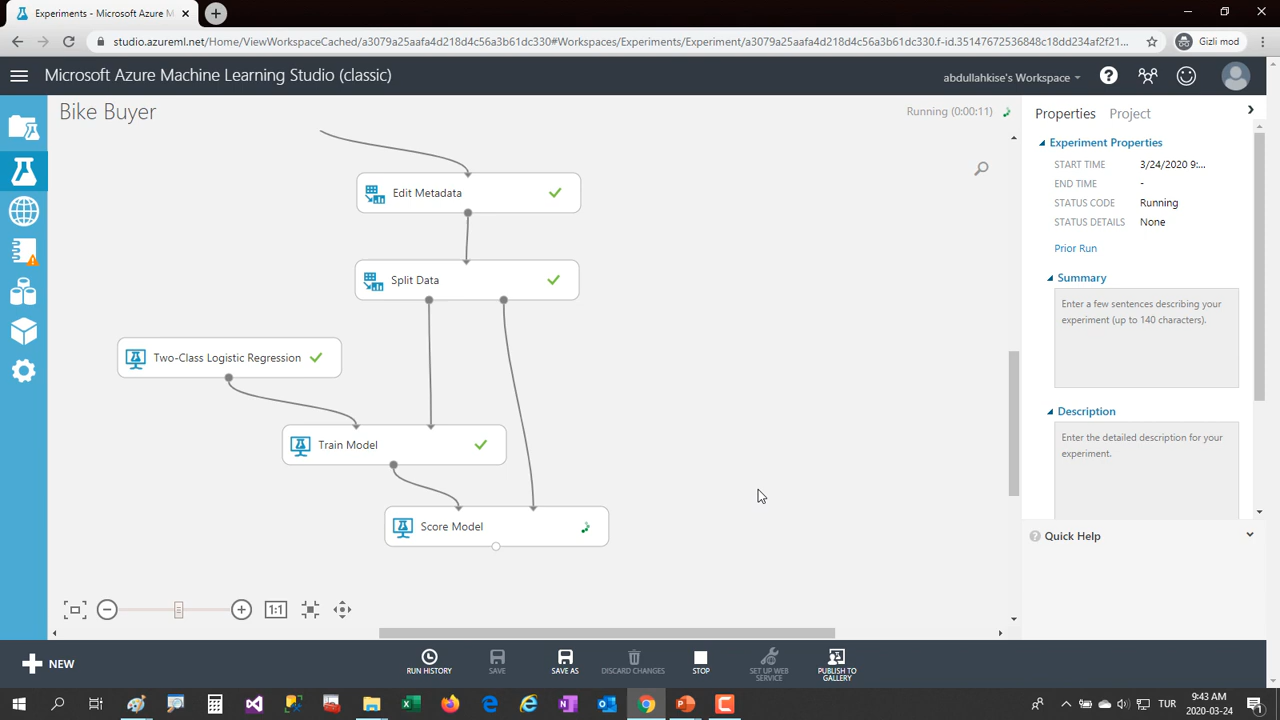 Experiments - Microsoft Azure M
studio.azureml.net/Home/ViewWorkspaceCached/a3079a25aafa4d218d4c56a3b61dc330#Workspaces/Experiments/Experiment/a3079a25aafa4d218d4c56a3b61dc330.f-id.35147672536848c18dd234af2f21...
Gizli mod
Microsoft Azure Machine Learning Studio (classic)
abdullahkise's Workspace
Bike Buyer
Running (0:00:11)
Edit Metadata
Split Data
Two-Class Logistic Regression
Train Model
Score Model
1:1
Properties
Project
Experiment Properties
START TIME 3/24/2020 9:...
END TIME -
STATUS CODE Running
STATUS DETAILS None
Prior Run
Summary
Enter a few sentences describing your
experiment (up to 140 characters).
Description
Enter the detailed description for your
experiment.
Quick Help
NEW
RUN HISTORY
SAVE
SAVE AS
DISCARD CHANGES
STOP
SET UP WEB
SERVICE
PUBLISH TO
GALLERY
TUR
9:43 AM
2020-03-24